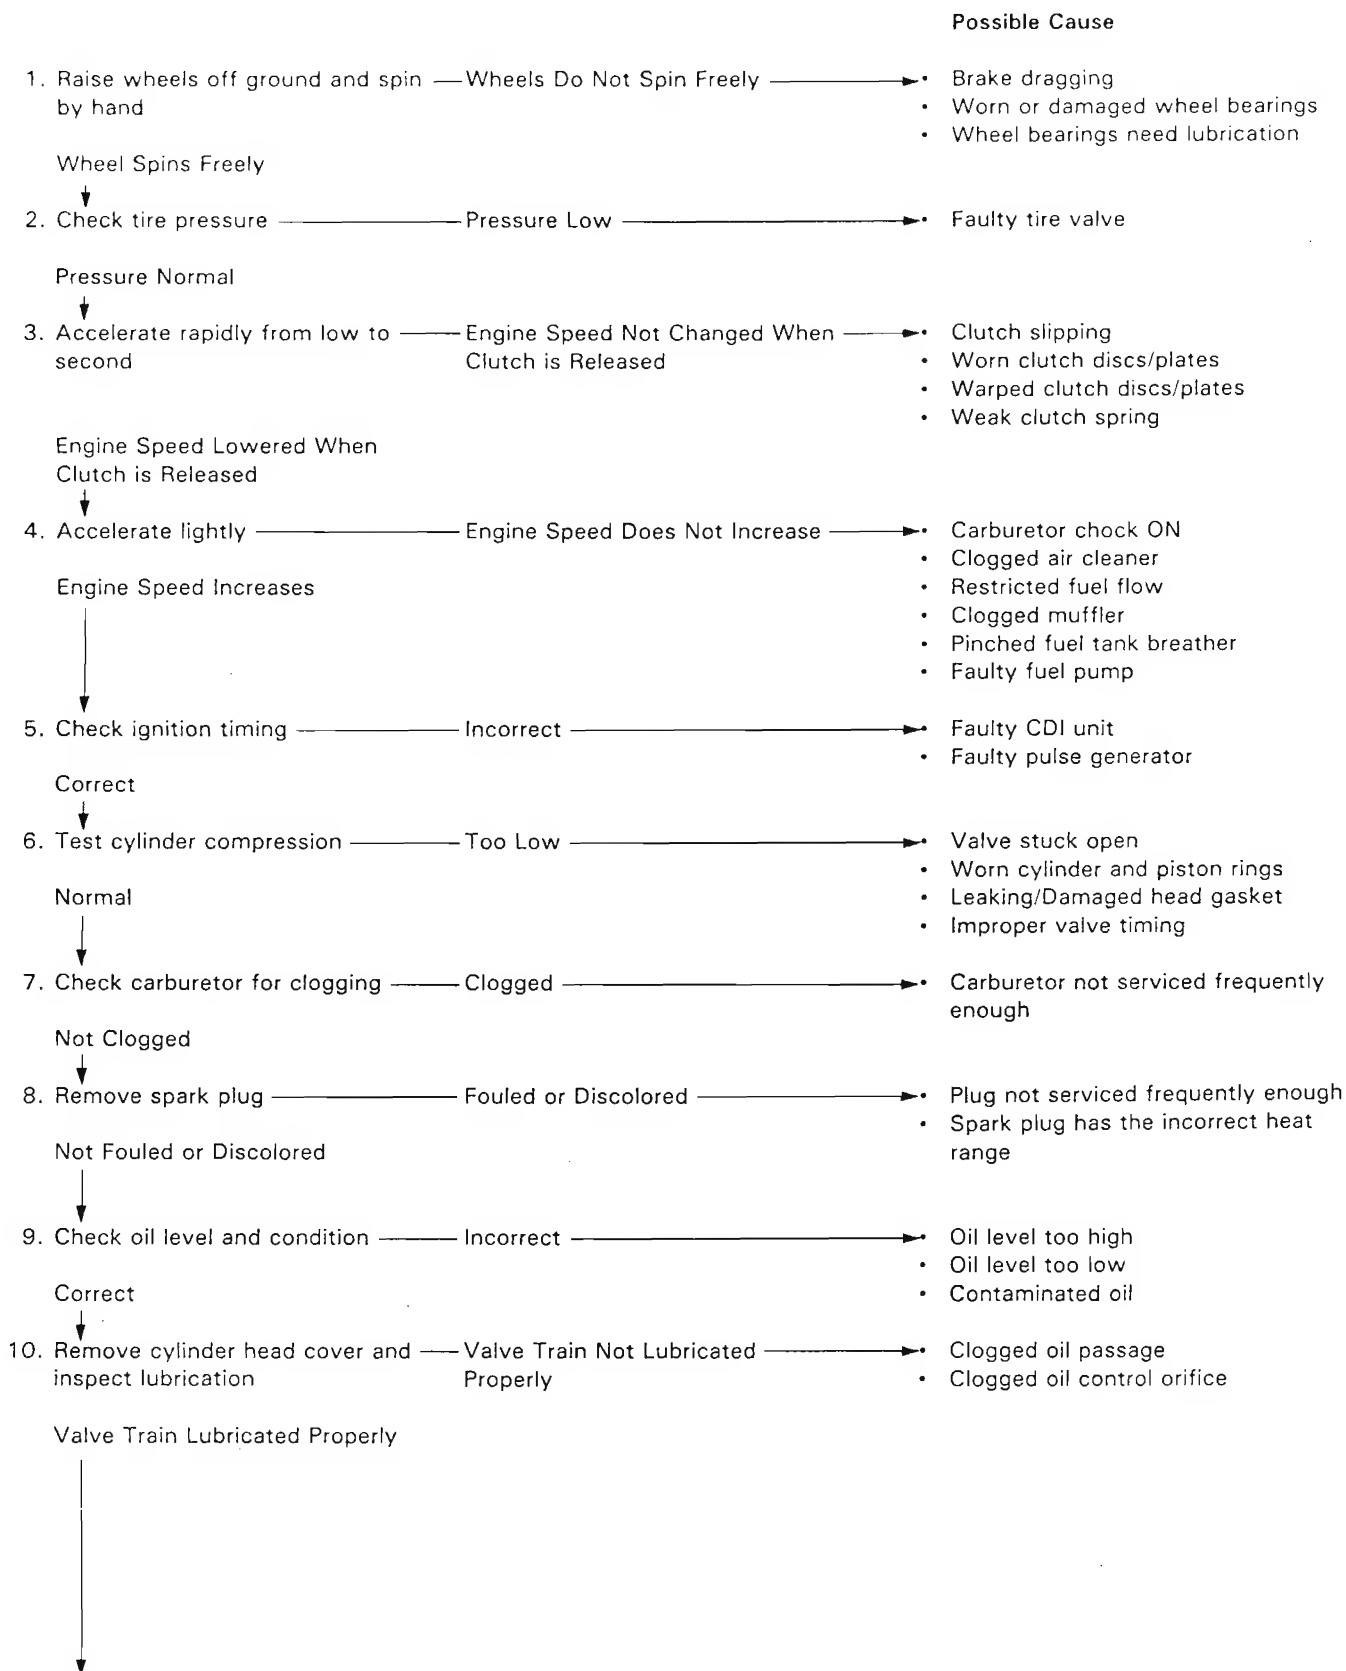 Possible Cause
1. Raise wheels off ground and spin by hand
Wheels Do Not Spin Freely
• Brake dragging
• Worn or damaged wheel bearings
• Wheel bearings need lubrication
Wheel Spins Freely
2. Check tire pressure
Pressure Low
• Faulty tire valve
Pressure Normal
3. Accelerate rapidly from low to
second
Engine Speed Not Changed When
Clutch is Released
• Clutch slipping
• Worn clutch discs/plates
• Warped clutch discs/plates
• Weak clutch spring
Engine Speed Lowered When
Clutch is Released
4. Accelerate lightly
Engine Speed Does Not Increase
• Carburetor chock ON
• Clogged air cleaner
• Restricted fuel flow
• Clogged muffler
• Pinched fuel tank breather
• Faulty fuel pump
Engine Speed Increases
5. Check ignition timing
Incorrect
• Faulty CDI unit
• Faulty pulse generator
Correct
6. Test cylinder compression
Too Low
• Valve stuck open
• Worn cylinder and piston rings
• Leaking/Damaged head gasket
• Improper valve timing
Normal
7. Check carburetor for clogging
Clogged
• Carburetor not serviced frequently
enough
Not Clogged
8. Remove spark plug
Fouled or Discolored
• Plug not serviced frequently enough
• Spark plug has the incorrect heat
range
Not Fouled or Discolored
9. Check oil level and condition
Incorrect
• Oil level too high
• Oil level too low
• Contaminated oil
Correct
10. Remove cylinder head cover and
inspect lubrication
Valve Train Not Lubricated
Properly
• Clogged oil passage
• Clogged oil control orifice
Valve Train Lubricated Properly